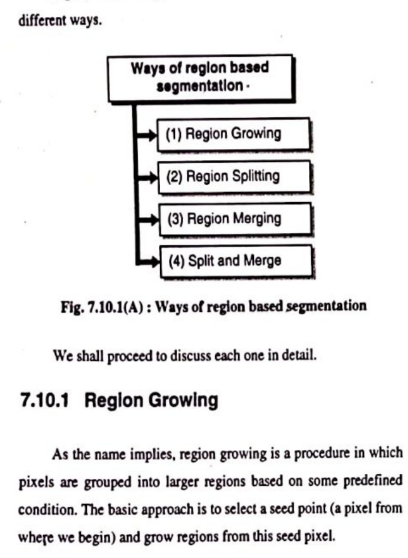 different ways.
Ways of region based
segmentation -
(1) Region Growing
(2) Region Splitting
(3) Region Merging
(4) Split and Merge
Fig. 7.10.1(A) : Ways of region based segmentation
We shall proceed to discuss each one in detail.
7.10.1 Region Growing
As the name implies, region growing is a procedure in which
pixels are grouped into larger regions based on some predefined
condition. The basic approach is to select a seed point (a pixel from
where we begin) and grow regions from this seed pixel.